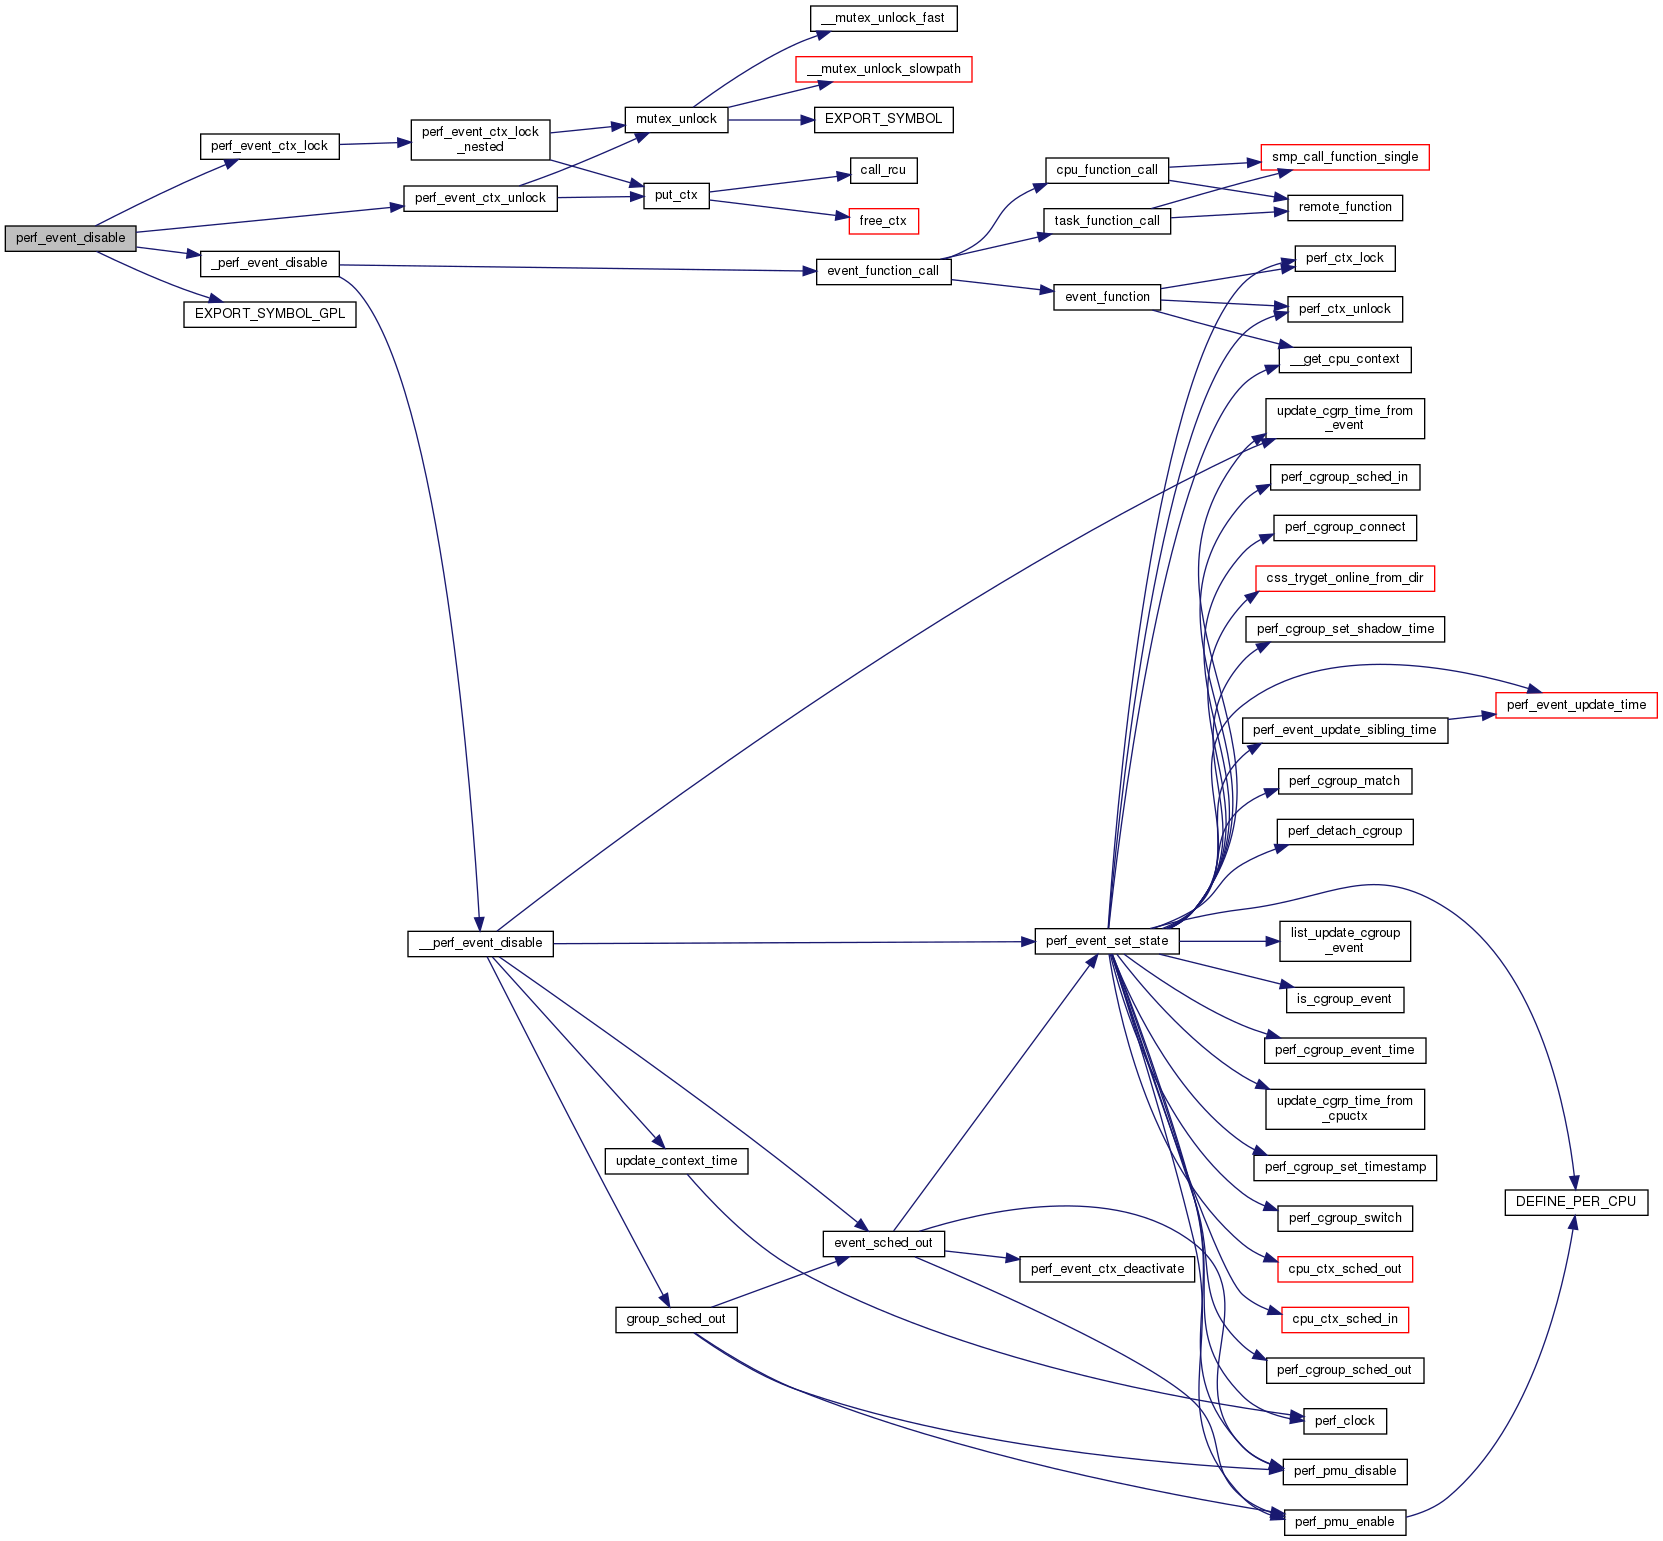 __mutex_unlock_fast
__mutex_unlock_slowpath
mutex_unlock
EXPORT_SYMBOL
perf_event_ctx_lock
perf_event_ctx_lock
_nested
smp_call_function_single
cpu_function_call
call_rcu
perf_event_ctx_unlock
put_ctx
remote_function
free_ctx
task_function_call
perf_event_disable
_perf_event_disable
event_function_call
perf_ctx_lock
event_function
EXPORT_SYMBOL_GPL
perf_ctx_unlock
__get_cpu_context
update_cgrp_time_from
_event
perf_cgroup_sched_in
perf_cgroup_connect
css_tryget_online_from_dir
perf_cgroup_set_shadow_time
perf_event_update_time
perf_event_update_sibling_time
perf_cgroup_match
perf_detach_cgroup
__perf_event_disable
perf_event_set_state
list_update_cgroup
_event
is_cgroup_event
perf_cgroup_event_time
update_cgrp_time_from
_cpuctx
update_context_time
perf_cgroup_set_timestamp
DEFINE_PER_CPU
perf_cgroup_switch
event_sched_out
perf_event_ctx_deactivate
cpu_ctx_sched_out
group_sched_out
cpu_ctx_sched_in
perf_cgroup_sched_out
perf_clock
perf_pmu_disable
perf_pmu_enable